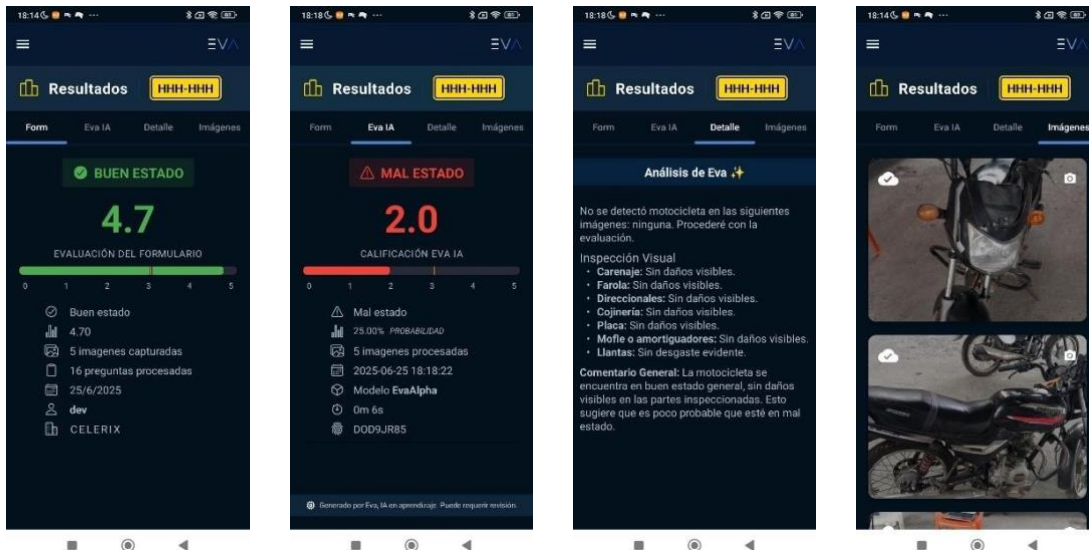 18:14
EVA
Resultados
HHH-HHH
Form
Eva IA
Detalle
Imágenes
BUEN ESTADO
4.7
EVALUACIÓN DEL FORMULARIO
0 1 2 3 4 5
Buen estado
4.70
5 imagenes capturadas
16 preguntas procesadas
25/6/2025
dev
CELERIX
18:18
EVA
Resultados
HHH-HHH
Form
Eva IA
Detalle
Imágenes
MAL ESTADO
2.0
CALIFICACIÓN EVA IA
0 1 2 3 4 5
Mal estado
25.00% PROBABILIDAD
5 imagenes procesadas
2025-06-25 18:18:22
Modelo EvaAlpha
0m 6s
DOD9JR85
Generado por Eva, IA en aprendizaje. Puede requerir revisión.
18:18
EVA
Resultados
HHH-HHH
Form
Eva IA
Detalle
Imágenes
Análisis de Eva ✨
No se detectó motocicleta en las siguientes
imágenes: ninguna. Procederé con la
evaluación.
Inspección Visual
• Carenaje: Sin daños visibles.
• Farola: Sin daños visibles.
• Direccionales: Sin daños visibles.
• Cojinería: Sin daños visibles.
• Placa: Sin daños visibles.
• Mofle o amortiguadores: Sin daños visibles.
• Llantas: Sin desgaste evidente.
Comentario General: La motocicleta se
encuentra en buen estado general, sin daños
visibles en las partes inspeccionadas. Esto
sugiere que es poco probable que esté en mal
estado.
18:14
EVA
Resultados
HHH-HHH
Form
Eva IA
Detalle
Imágenes